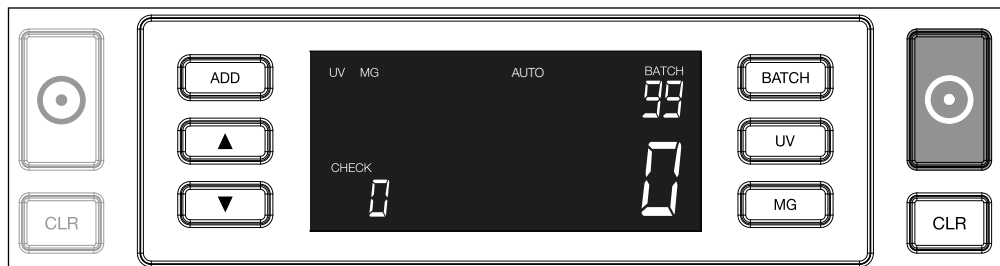 ADD
UV MG AUTO BATCH
99
BATCH
▲
UV
CHECK
0
0
▼
MG
CLR
CLR